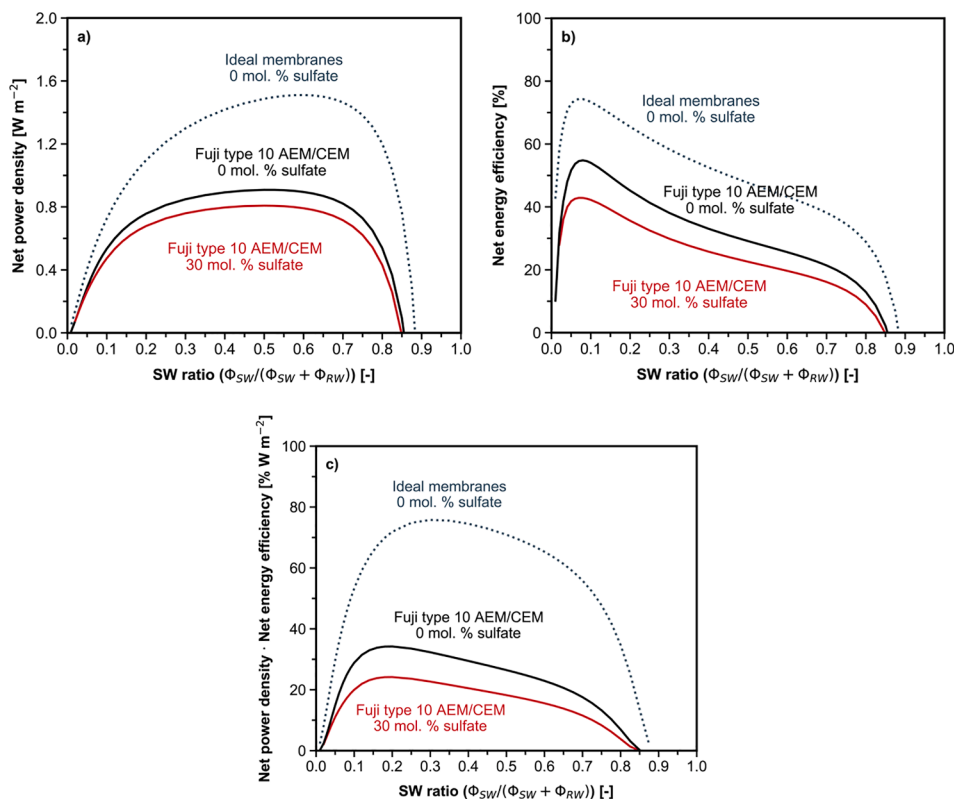 a)
Net power density [W m⁻²]
2.0
1.6
1.2
0.8
0.4
0.0
Ideal membranes
0 mol. % sulfate
Fuji type 10 AEM/CEM
0 mol. % sulfate
Fuji type 10 AEM/CEM
30 mol. % sulfate
0.0 0.1 0.2 0.3 0.4 0.5 0.6 0.7 0.8 0.9 1.0
SW ratio (Φ_SW/(Φ_SW + Φ_RW)) [-]
b)
Net energy efficiency [%]
100
80
60
40
20
0
Ideal membranes
0 mol. % sulfate
Fuji type 10 AEM/CEM
0 mol. % sulfate
Fuji type 10 AEM/CEM
30 mol. % sulfate
0.0 0.1 0.2 0.3 0.4 0.5 0.6 0.7 0.8 0.9 1.0
SW ratio (Φ_SW/(Φ_SW + Φ_RW)) [-]
c)
Net power density · Net energy efficiency [% W m⁻²]
100
80
60
40
20
0
Ideal membranes
0 mol. % sulfate
Fuji type 10 AEM/CEM
0 mol. % sulfate
Fuji type 10 AEM/CEM
30 mol. % sulfate
0.0 0.1 0.2 0.3 0.4 0.5 0.6 0.7 0.8 0.9 1.0
SW ratio (Φ_SW/(Φ_SW + Φ_RW)) [-]